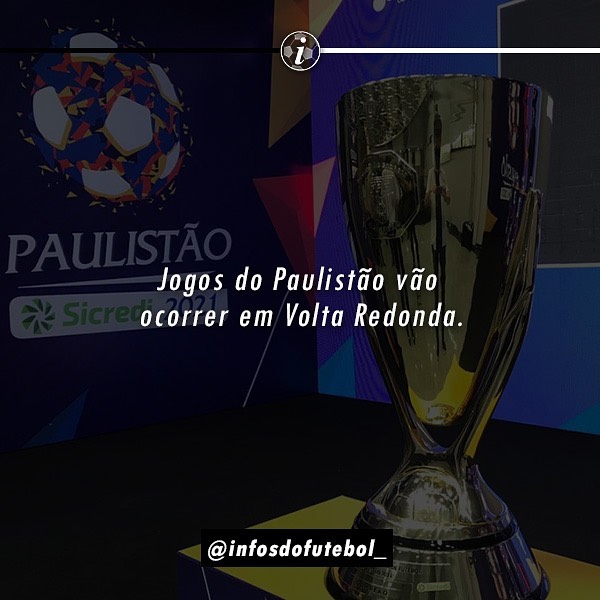 i
PAULISTÃO
Sicredi 2021
Jogos do Paulistão vão
ocorrer em Volta Redonda.
@infosdofutebol_